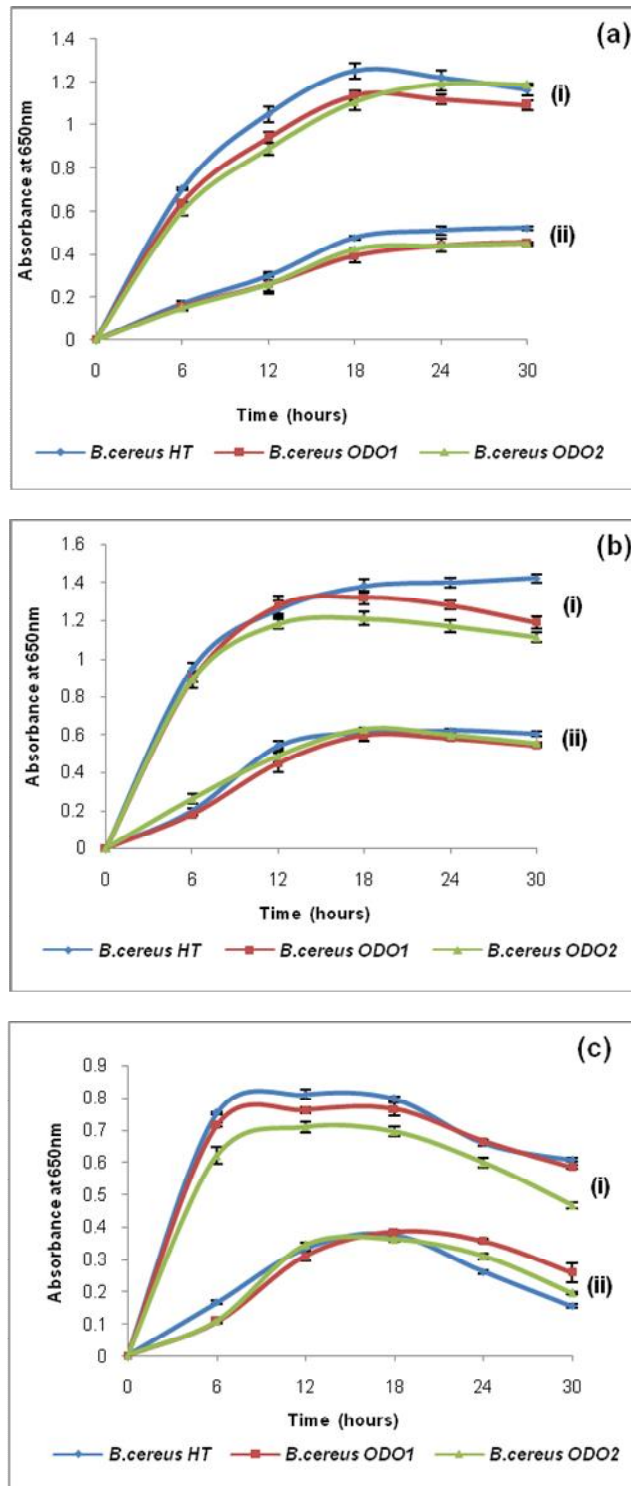 (a)
1.4
1.2
1
0.8
0.6
0.4
0.2
0
Absorbance at 650nm
(i)
(ii)
0 6 12 18 24 30
Time (hours)
B.cereus HT B.cereus ODO1 B.cereus ODO2
(b)
1.6
1.4
1.2
1
0.8
0.6
0.4
0.2
0
Absorbance at 650nm
(i)
(ii)
0 6 12 18 24 30
Time (hours)
B.cereus HT B.cereus ODO1 B.cereus ODO2
(c)
0.9
0.8
0.7
0.6
0.5
0.4
0.3
0.2
0.1
0
Absorbance at 650nm
(i)
(ii)
0 6 12 18 24 30
Time (hours)
B.cereus HT B.cereus ODO1 B.cereus ODO2